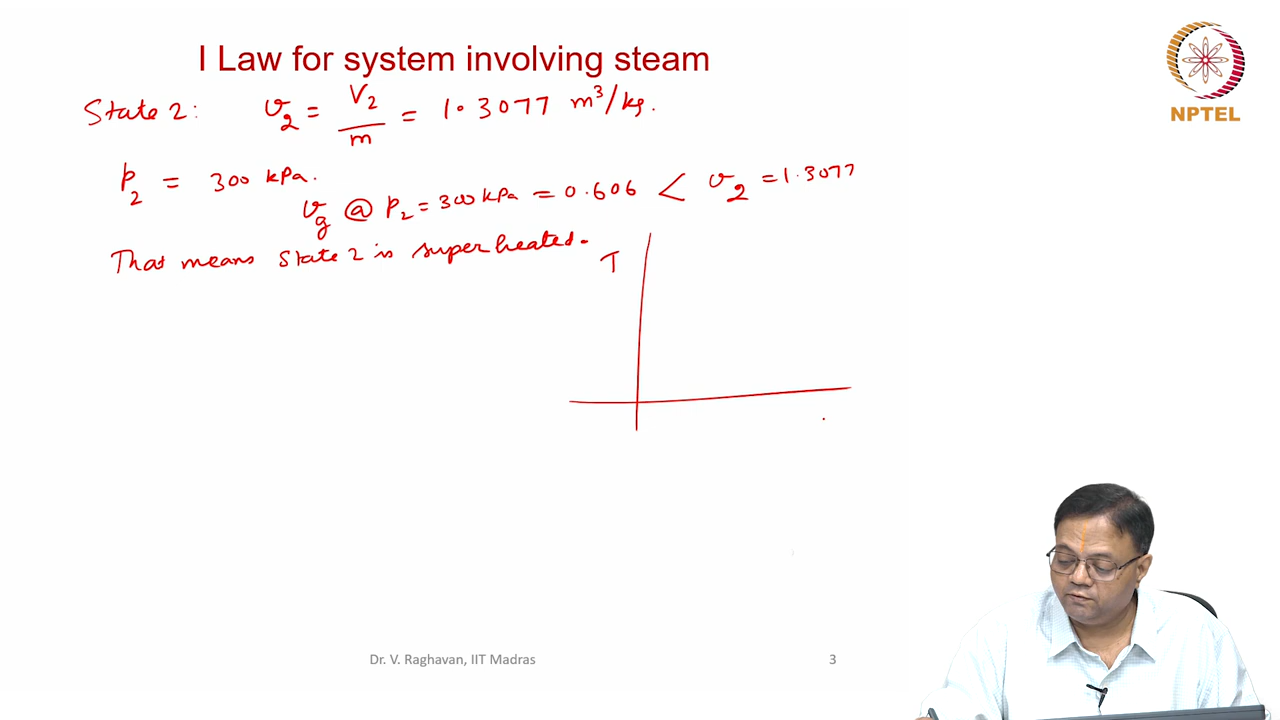 I Law for system involving steam
State 2: v₂ = V₂/m = 1.3077 m³/kg.
P₂ = 300 kPa.
v_g @ P₂ = 300 kPa = 0.606 < v₂ = 1.3077
That means State 2 is superheated.
T
NPTEL
Dr. V. Raghavan, IIT Madras
3